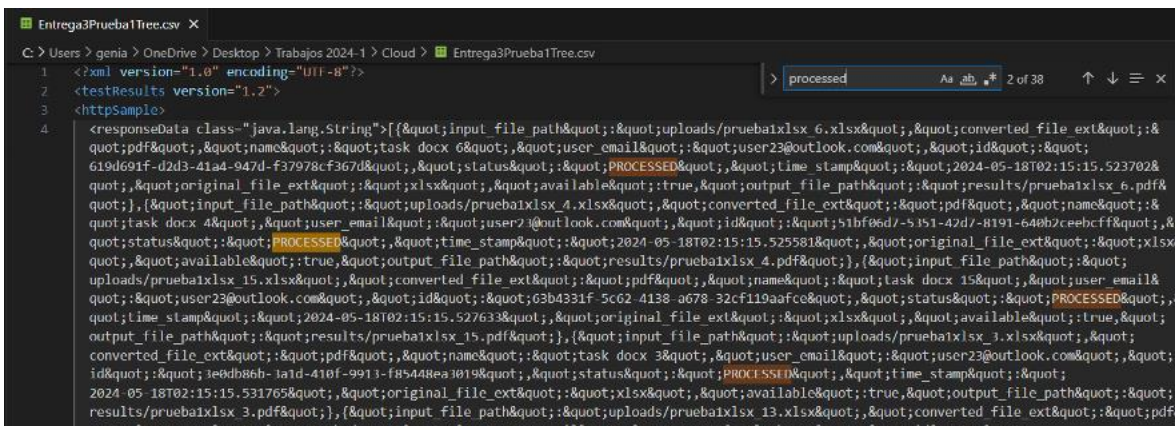 Entrega3Prueba1Tree.csv ×
C: > Users > genia > OneDrive > Desktop > Trabajos 2024-1 > Cloud > Entrega3Prueba1Tree.csv
> processed Aa ab, .* 2 of 38 ↑ ↓ ×
1 <?xml version="1.0" encoding="UTF-8"?>
2 <testResults version="1.2">
3 <httpSample>
4 <responseData class="java.lang.String">[{&quot;input_file_path&quot;:&quot;uploads/prueba1xlsx_6.xlsx&quot;,&quot;converted_file_ext&quot;:&
quot;pdf&quot;,&quot;name&quot;:&quot;task docx 6&quot;,&quot;user_email&quot;:&quot;user23@outlook.com&quot;,&quot;id&quot;:&quot;
619d691f-d2d3-41a4-947d-f37978cf367d&quot;,&quot;status&quot;:&quot;PROCESSED&quot;,&quot;time_stamp&quot;:&quot;2024-05-18T02:15:15.523702&
quot;,&quot;original_file_ext&quot;:&quot;xlsx&quot;,&quot;available&quot;:true,&quot;output_file_path&quot;:&quot;results/prueba1xlsx_6.pdf&
quot;},{&quot;input_file_path&quot;:&quot;uploads/prueba1xlsx_4.xlsx&quot;,&quot;converted_file_ext&quot;:&quot;pdf&quot;,&quot;name&quot;:&
quot;task docx 4&quot;,&quot;user_email&quot;:&quot;user23@outlook.com&quot;,&quot;id&quot;:&quot;51bf06d7-5351-42d7-8191-640b2ceebcff&quot;,&
quot;status&quot;:&quot;PROCESSED&quot;,&quot;time_stamp&quot;:&quot;2024-05-18T02:15:15.525581&quot;,&quot;original_file_ext&quot;:&quot;xlsx
quot;,&quot;available&quot;:true,&quot;output_file_path&quot;:&quot;results/prueba1xlsx_4.pdf&quot;},{&quot;input_file_path&quot;:&quot;
uploads/prueba1xlsx_15.xlsx&quot;,&quot;converted_file_ext&quot;:&quot;pdf&quot;,&quot;name&quot;:&quot;task docx 15&quot;,&quot;user_email&
quot;:&quot;user23@outlook.com&quot;,&quot;id&quot;:&quot;63b4331f-5c62-4138-a678-32cf119aafce&quot;,&quot;status&quot;:&quot;PROCESSED&quot;,
quot;time_stamp&quot;:&quot;2024-05-18T02:15:15.527633&quot;,&quot;original_file_ext&quot;:&quot;xlsx&quot;,&quot;available&quot;:true,&quot;
output_file_path&quot;:&quot;results/prueba1xlsx_15.pdf&quot;},{&quot;input_file_path&quot;:&quot;uploads/prueba1xlsx_3.xlsx&quot;,&quot;
converted_file_ext&quot;:&quot;pdf&quot;,&quot;name&quot;:&quot;task docx 3&quot;,&quot;user_email&quot;:&quot;user23@outlook.com&quot;,&quot;
id&quot;:&quot;3e0db86b-3a1d-410f-9913-f85448ea3019&quot;,&quot;status&quot;:&quot;PROCESSED&quot;,&quot;time_stamp&quot;:&quot;
2024-05-18T02:15:15.531765&quot;,&quot;original_file_ext&quot;:&quot;xlsx&quot;,&quot;available&quot;:true,&quot;output_file_path&quot;:&quot;
results/prueba1xlsx_3.pdf&quot;},{&quot;input_file_path&quot;:&quot;uploads/prueba1xlsx_13.xlsx&quot;,&quot;converted_file_ext&quot;:&quot;pdf